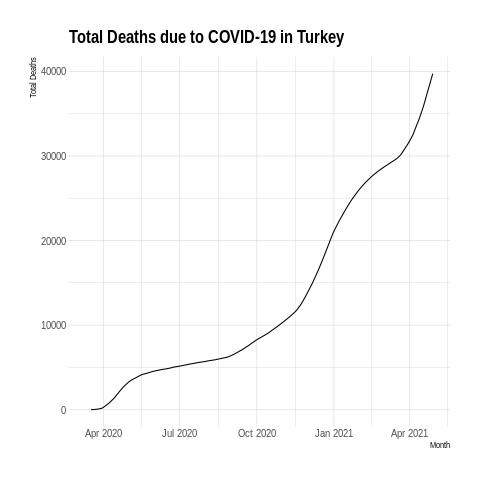 Total Deaths due to COVID-19 in Turkey
Total Deaths
40000
30000
20000
10000
0
Apr 2020 Jul 2020 Oct 2020 Jan 2021 Apr 2021
Month